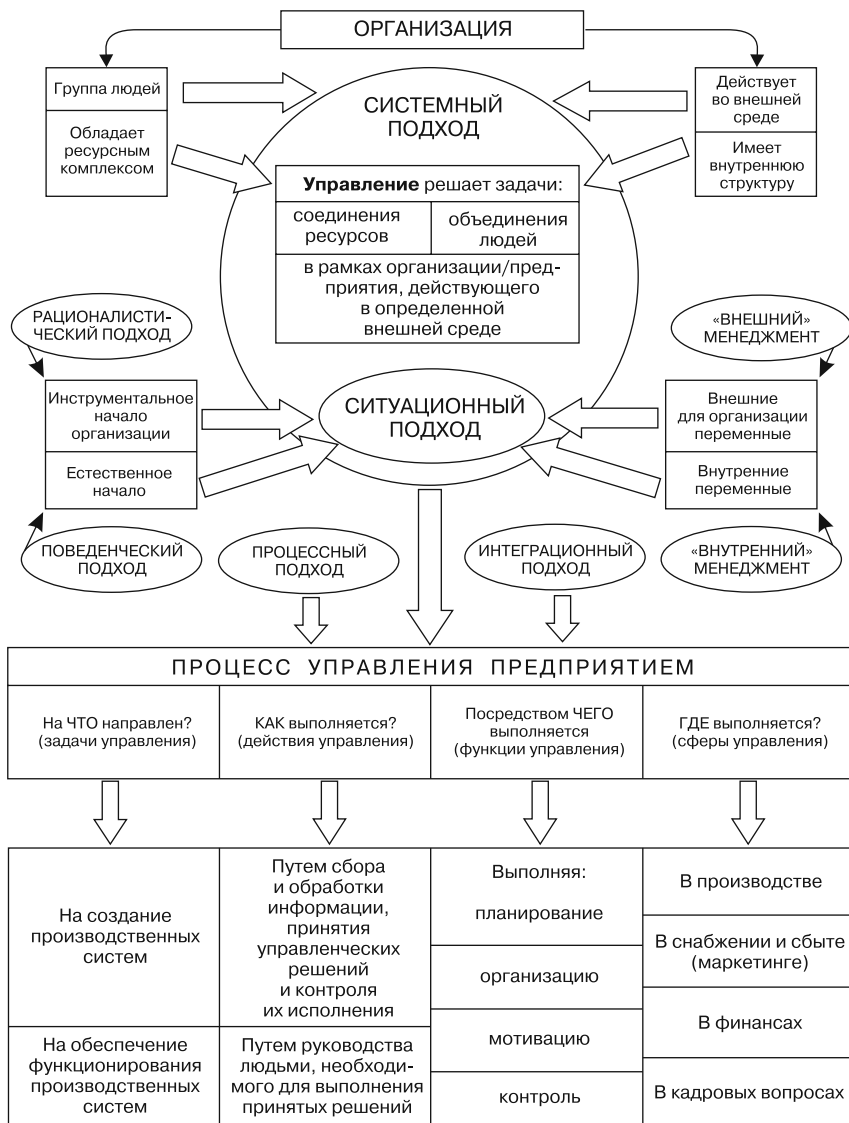 ОРГАНИЗАЦИЯ
Группа людей
Обладает
ресурсным
комплексом
СИСТЕМНЫЙ
ПОДХОД
Действует
во внешней
среде
Имеет
внутреннюю
структуру
Управление решает задачи:
соединения
ресурсов
объединения
людей
в рамках организации/пред-
приятия, действующего
в определенной
внешней среде
РАЦИОНАЛИСТИ-
ЧЕСКИЙ ПОДХОД
«ВНЕШНИЙ»
МЕНЕДЖМЕНТ
Инструментальное
начало
организации
Естественное
начало
СИТУАЦИОННЫЙ
ПОДХОД
Внешние
для организации
переменные
Внутренние
переменные
ПОВЕДЕНЧЕСКИЙ
ПОДХОД
ПРОЦЕССНЫЙ
ПОДХОД
ИНТЕГРАЦИОННЫЙ
ПОДХОД
«ВНУТРЕННИЙ»
МЕНЕДЖМЕНТ
ПРОЦЕСС УПРАВЛЕНИЯ ПРЕДПРИЯТИЕМ
На ЧТО направлен?
(задачи управления)
КАК выполняется?
(действия управления)
Посредством ЧЕГО
выполняется
(функции управления)
ГДЕ выполняется?
(сферы управления)
На создание
производственных
систем
На обеспечение
функционирования
производственных
систем
Путем сбора
и обработки
информации,
принятия
управленческих
решений
и контроля
их исполнения
Путем руководства
людьми, необходи-
мого для выполнения
принятых решений
Выполняя:
планирование
организацию
мотивацию
контроль
В производстве
В снабжении и сбыте
(маркетинге)
В финансах
В кадровых вопросах